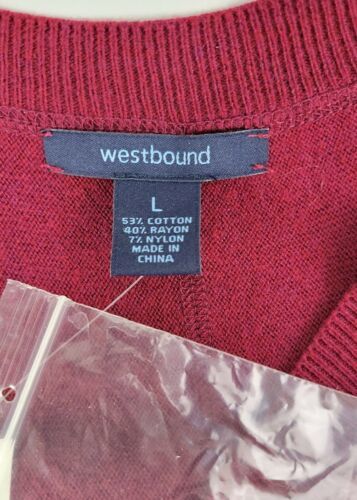 westbound
L
53% COTTON
40% RAYON
7% NYLON
MADE IN
CHINA